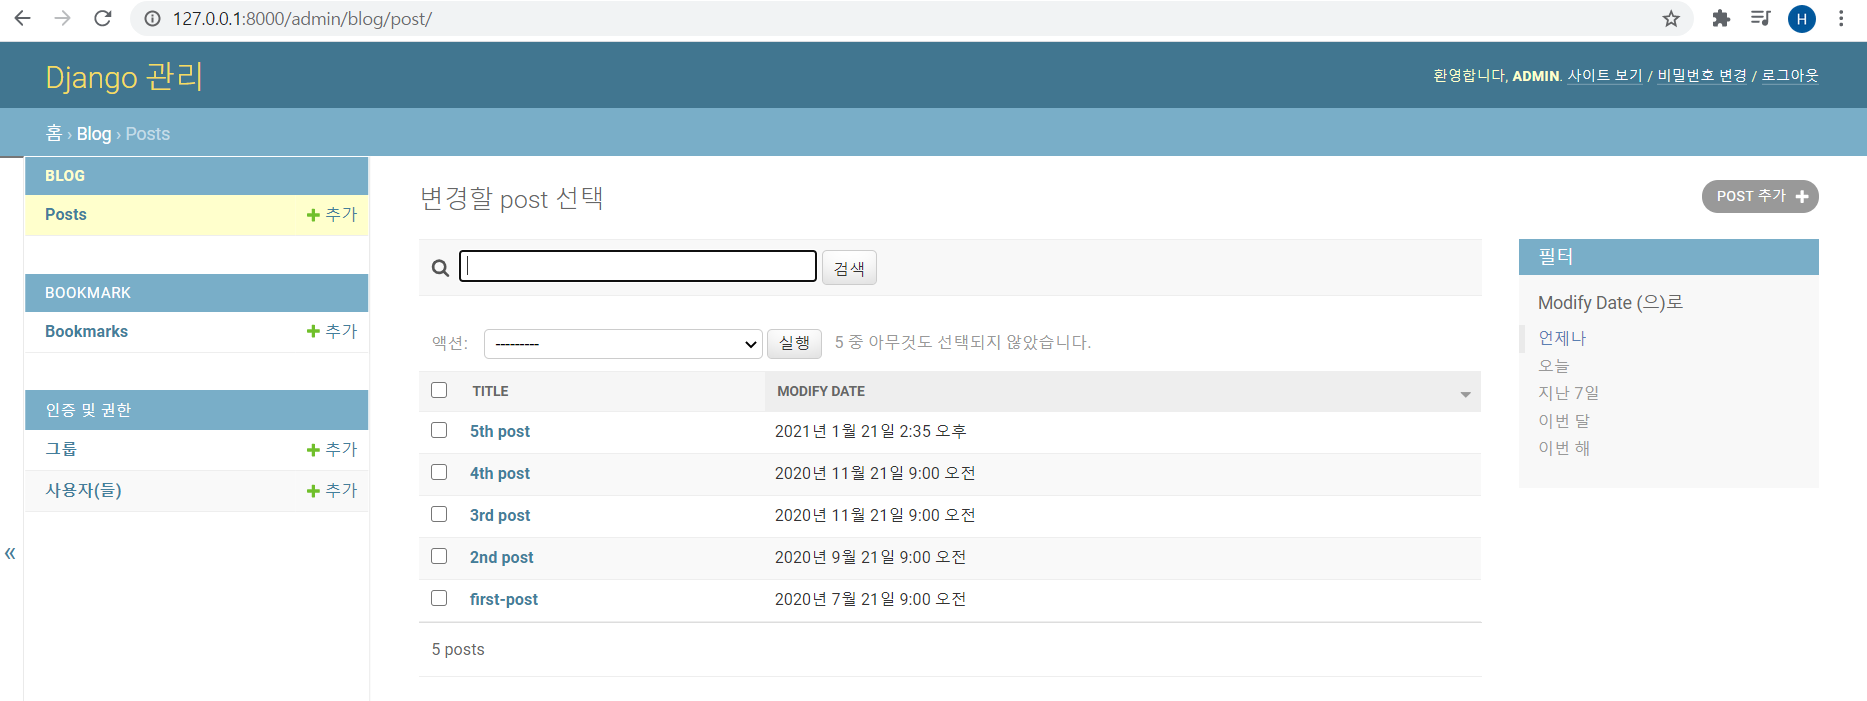 127.0.0.1:8000/admin/blog/post/
H
Django 관리
환영합니다, ADMIN. 사이트 보기 / 비밀번호 변경 / 로그아웃
홈 › Blog › Posts
BLOG
Posts
추가
BOOKMARK
Bookmarks
추가
인증 및 권한
그룹
추가
사용자(들)
추가
«
변경할 post 선택
POST 추가
검색
액션: --------- 실행 5 중 아무것도 선택되지 않았습니다.
TITLE MODIFY DATE
5th post 2021년 1월 21일 2:35 오후
4th post 2020년 11월 21일 9:00 오전
3rd post 2020년 11월 21일 9:00 오전
2nd post 2020년 9월 21일 9:00 오전
first-post 2020년 7월 21일 9:00 오전
5 posts
필터
Modify Date (으)로
언제나
오늘
지난 7일
이번 달
이번 해